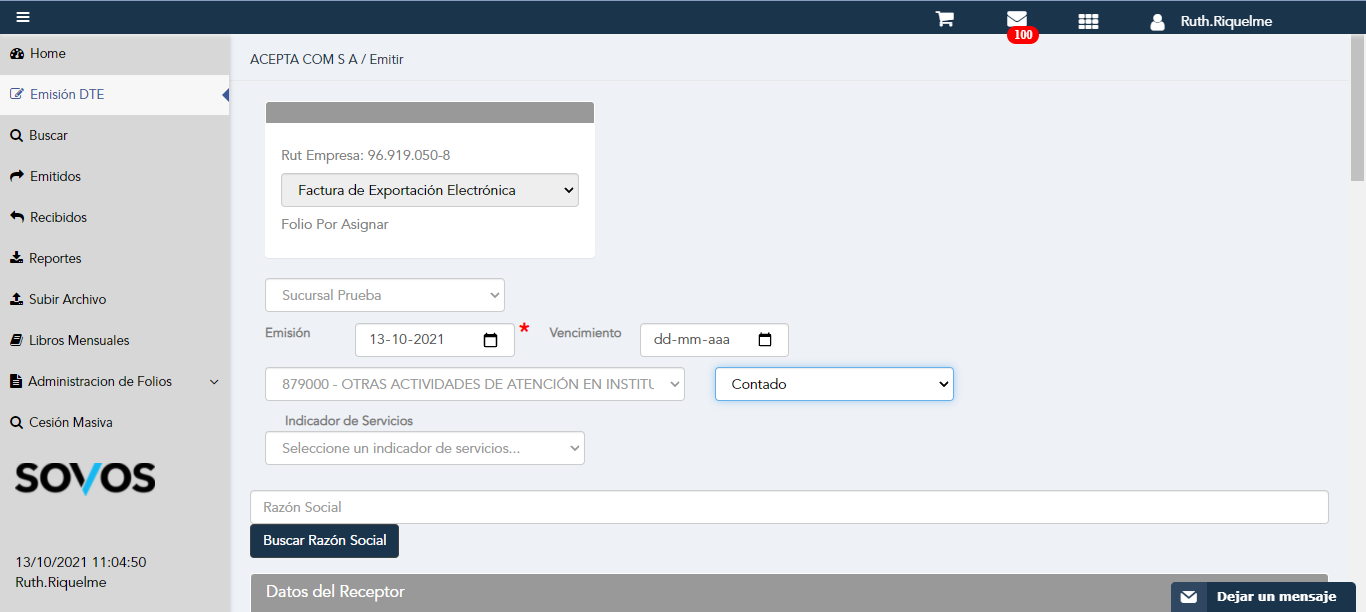 Ruth.Riquelme
100
Home
Emisión DTE
Buscar
Emitidos
Recibidos
Reportes
Subir Archivo
Libros Mensuales
Administracion de Folios
Cesión Masiva
SOVOS
13/10/2021 11:04:50
Ruth.Riquelme
ACEPTA COM S A / Emitir
Rut Empresa: 96.919.050-8
Factura de Exportación Electrónica
Folio Por Asignar
Sucursal Prueba
Emisión 13-10-2021 * Vencimiento dd-mm-aaa
879000 - OTRAS ACTIVIDADES DE ATENCIÓN EN INSTITU Contado
Indicador de Servicios
Seleccione un indicador de servicios...
Razón Social
Buscar Razón Social
Datos del Receptor
Dejar un mensaje